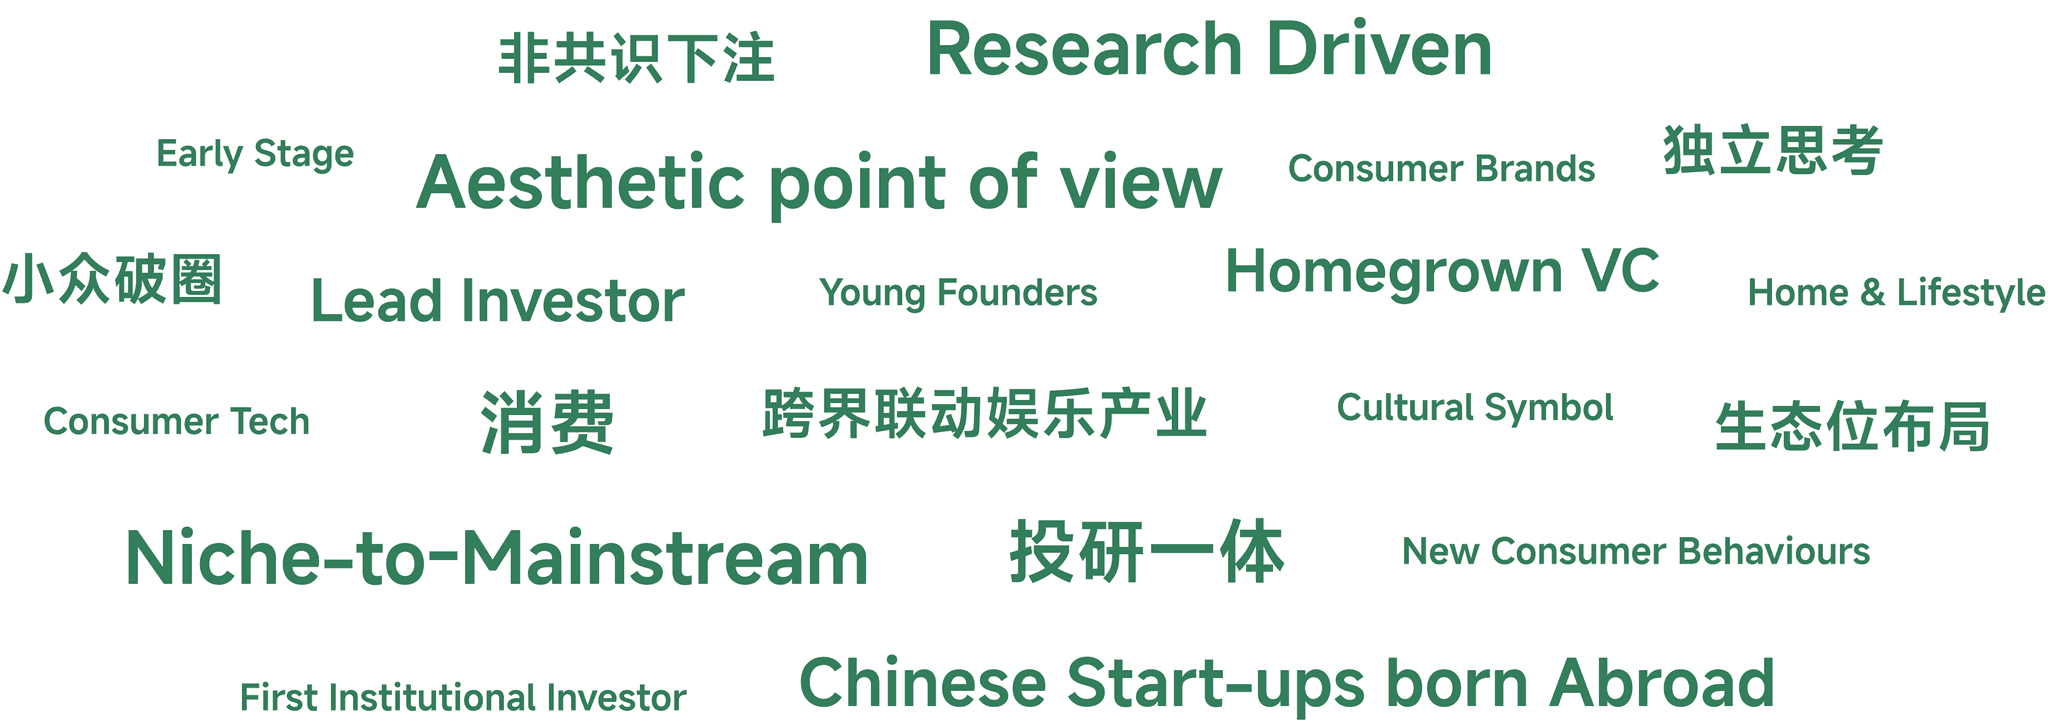 非共识下注
Research Driven
Early Stage
Aesthetic point of view
Consumer Brands
独立思考
小众破圈
Lead Investor
Young Founders
Homegrown VC
Home & Lifestyle
Consumer Tech
消费
跨界联动娱乐产业
Cultural Symbol
生态位布局
Niche-to-Mainstream
投研一体
New Consumer Behaviours
First Institutional Investor
Chinese Start-ups born Abroad